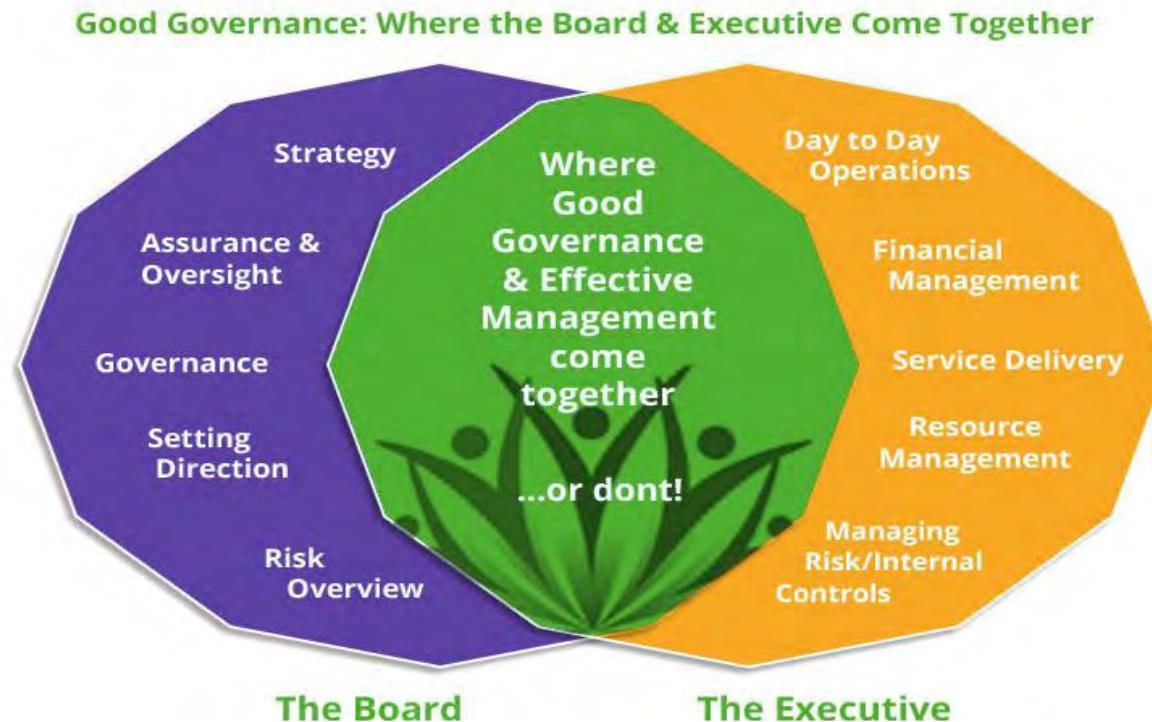 Good Governance: Where the Board & Executive Come Together
Strategy
Assurance &
Oversight
Governance
Setting
Direction
Risk
Overview
Where
Good
Governance
& Effective
Management
come
together
...or dont!
Day to Day
Operations
Financial
Management
Service Delivery
Resource
Management
Managing
Risk/Internal
Controls
The Board
The Executive